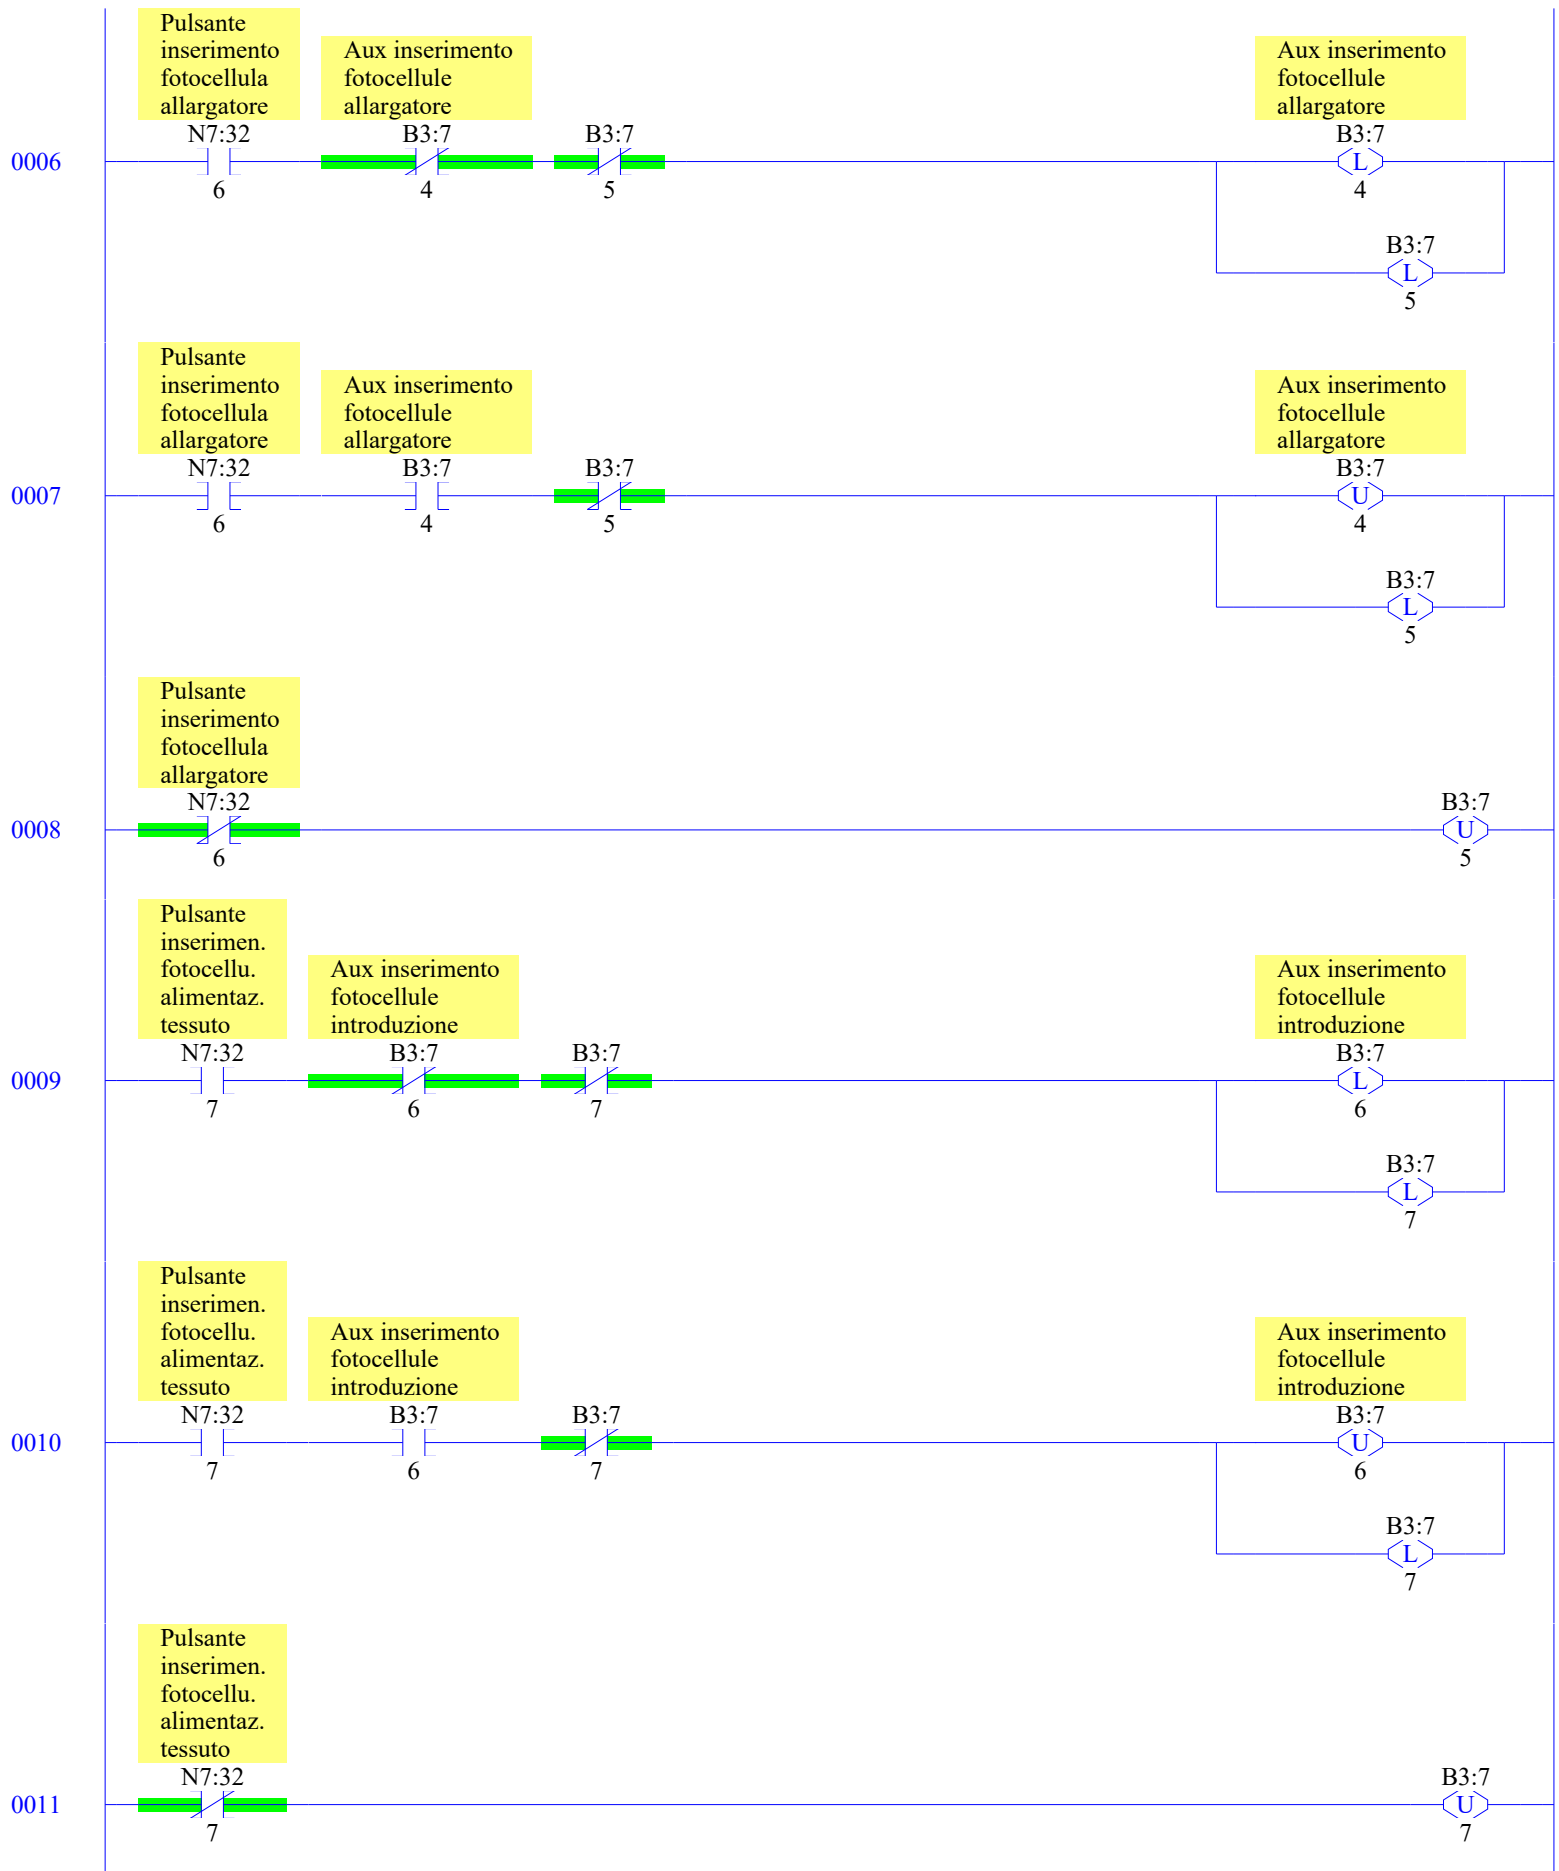 Pulsante
inserimento
fotocellula
allargatore
Aux inserimento
fotocellule
allargatore
Aux inserimento
fotocellule
allargatore
N7:32 B3:7 B3:7 B3:7
0006 L
6 4 5 4
B3:7
L
5
Pulsante
inserimento
fotocellula
allargatore
Aux inserimento
fotocellule
allargatore
Aux inserimento
fotocellule
allargatore
N7:32 B3:7 B3:7 B3:7
0007 U
6 4 5 4
B3:7
L
5
Pulsante
inserimento
fotocellula
allargatore
N7:32 B3:7
0008 U
6 5
Pulsante
inserimen.
fotocellu.
alimentaz.
tessuto
Aux inserimento
fotocellule
introduzione
Aux inserimento
fotocellule
introduzione
N7:32 B3:7 B3:7 B3:7
0009 L
7 6 7 6
B3:7
L
7
Pulsante
inserimen.
fotocellu.
alimentaz.
tessuto
Aux inserimento
fotocellule
introduzione
Aux inserimento
fotocellule
introduzione
N7:32 B3:7 B3:7 B3:7
0010 U
7 6 7 6
B3:7
L
7
Pulsante
inserimen.
fotocellu.
alimentaz.
tessuto
N7:32 B3:7
0011 U
7 7